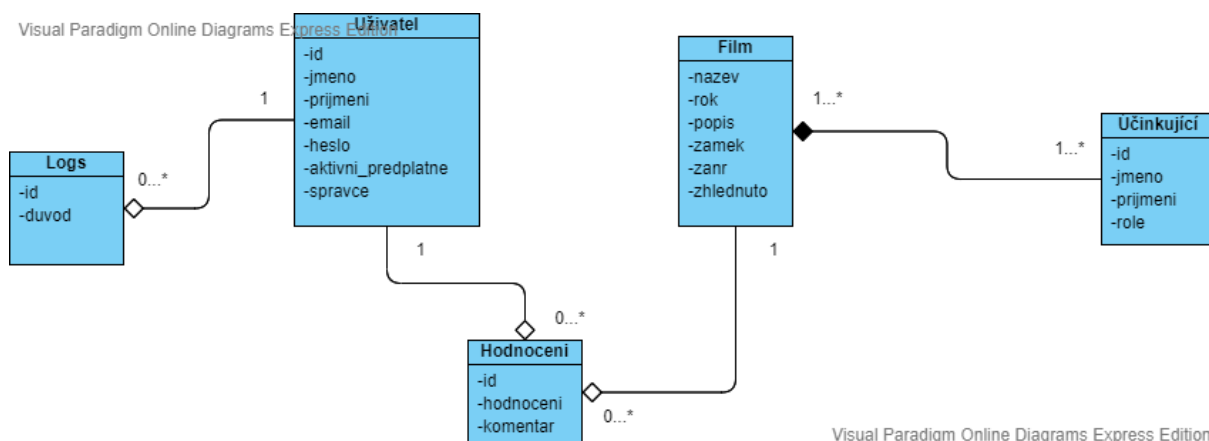 Visual Paradigm Online Diagrams Express Edition
Uživatel
-id
-jmeno
-prijmeni
-email
-heslo
-aktivni_predplatne
-spravce
1
Logs
-id
-duvod
0...*
1
0...*
Hodnoceni
-id
-hodnoceni
-komentar
0...*
Film
-nazev
-rok
-popis
-zamek
-zanr
-zhlednuto
1...*
1
1...*
Účinkující
-id
-jmeno
-prijmeni
-role
Visual Paradigm Online Diagrams Express Edition